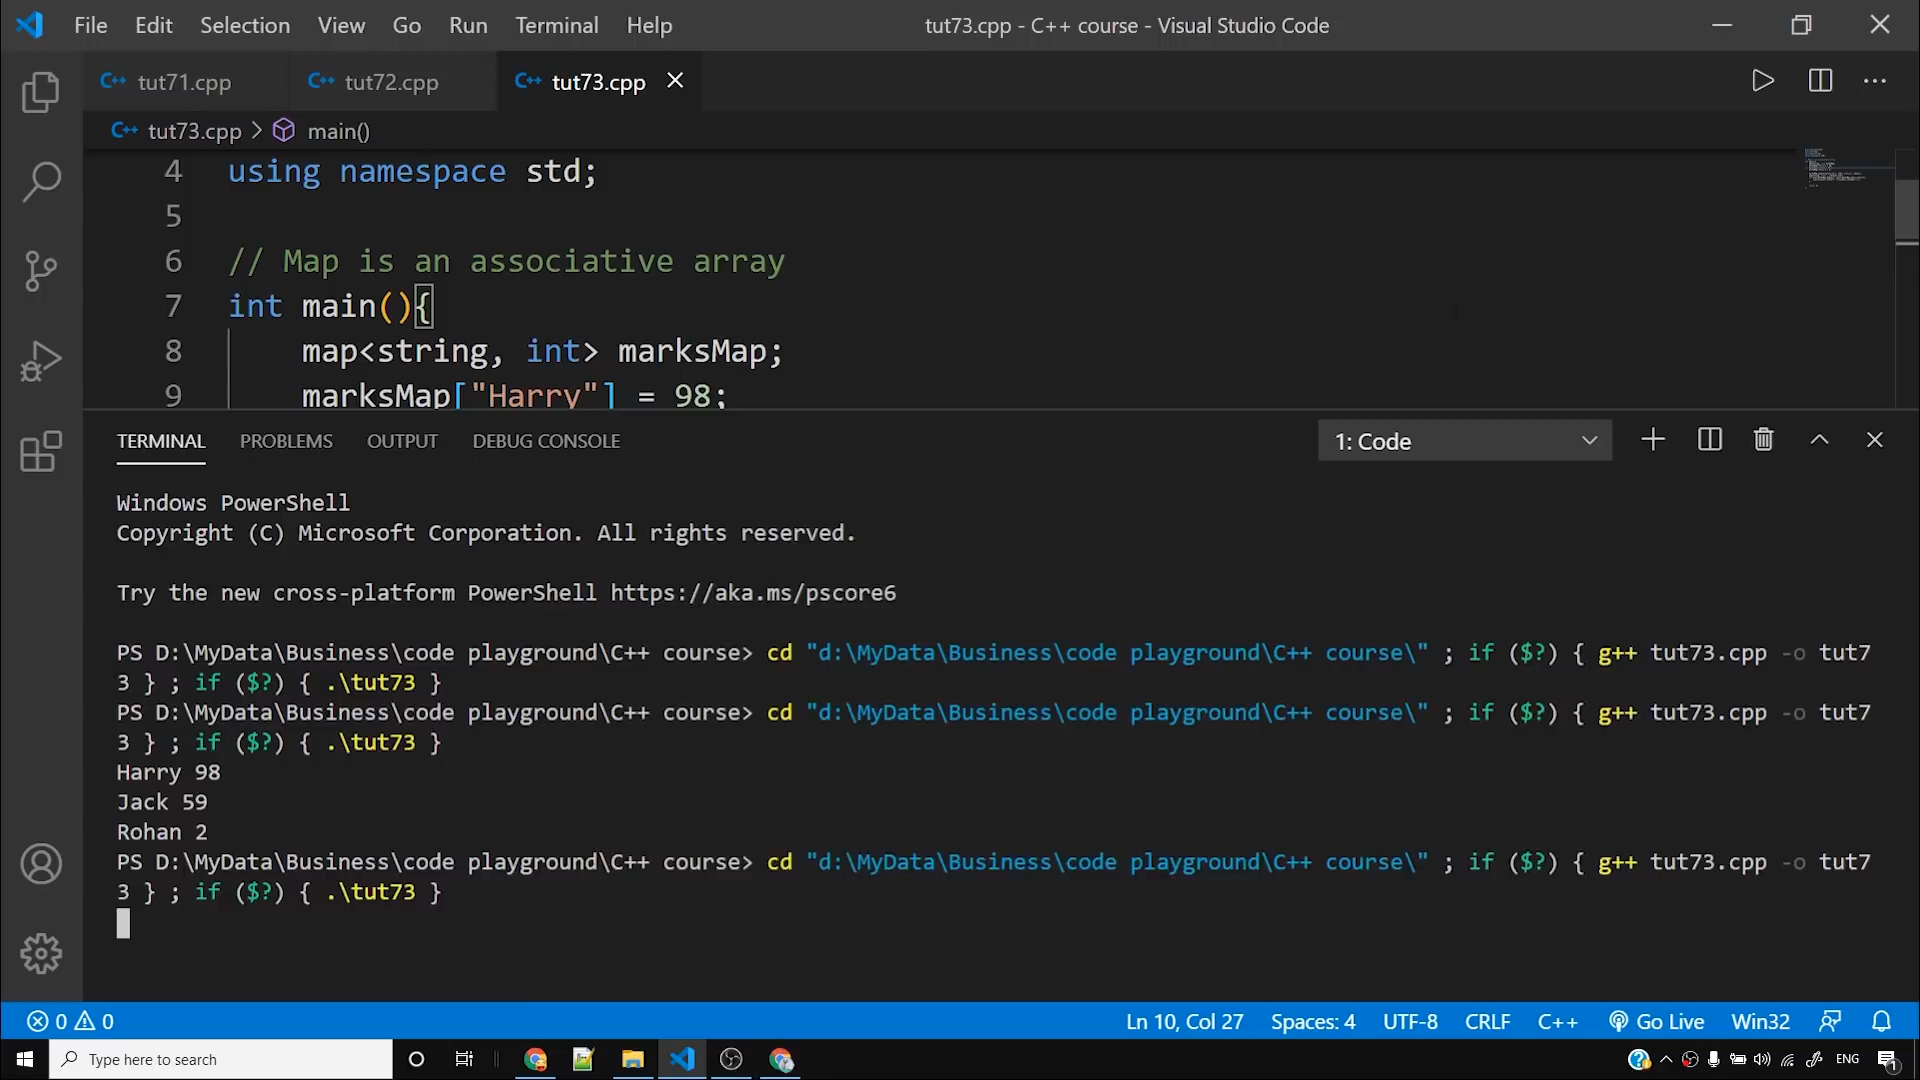 File Edit Selection View Go Run Terminal Help
tut73.cpp - C++ course - Visual Studio Code
C++ tut71.cpp C++ tut72.cpp C++ tut73.cpp
C++ tut73.cpp > main()
4 using namespace std;
5
6 // Map is an associative array
7 int main(){
8 map<string, int> marksMap;
9 marksMap["Harry"] = 98;
TERMINAL PROBLEMS OUTPUT DEBUG CONSOLE 1: Code
Windows PowerShell
Copyright (C) Microsoft Corporation. All rights reserved.
Try the new cross-platform PowerShell https://aka.ms/pscore6
PS D:\MyData\Business\code playground\C++ course> cd "d:\MyData\Business\code playground\C++ course\" ; if ($?) { g++ tut73.cpp -o tut7
3 } ; if ($?) { .\tut73 }
PS D:\MyData\Business\code playground\C++ course> cd "d:\MyData\Business\code playground\C++ course\" ; if ($?) { g++ tut73.cpp -o tut7
3 } ; if ($?) { .\tut73 }
Harry 98
Jack 59
Rohan 2
PS D:\MyData\Business\code playground\C++ course> cd "d:\MyData\Business\code playground\C++ course\" ; if ($?) { g++ tut73.cpp -o tut7
3 } ; if ($?) { .\tut73 }
0 0 Ln 10, Col 27 Spaces: 4 UTF-8 CRLF C++ Go Live Win32
Type here to search ENG 1